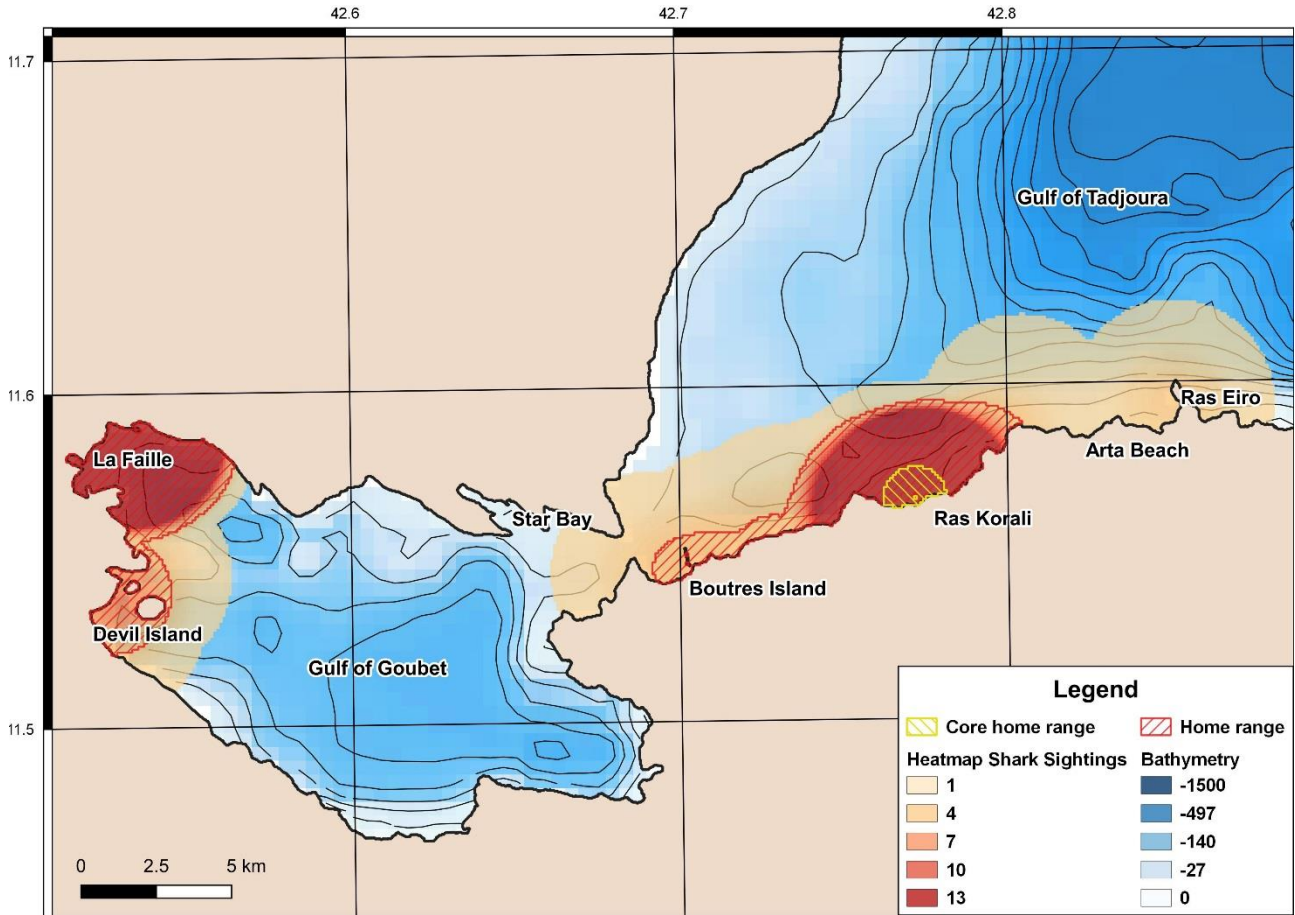 42.6 42.7 42.8
11.7
Gulf of Tadjoura
11.6
Ras Eiro
La Faille
Arta Beach
Star Bay
Ras Korali
Boutres Island
Devil Island
Gulf of Goubet
11.5
Legend
Core home range Home range
Heatmap Shark Sightings Bathymetry
1 -1500
4 -497
7 -140
10 -27
13 0
0 2.5 5 km